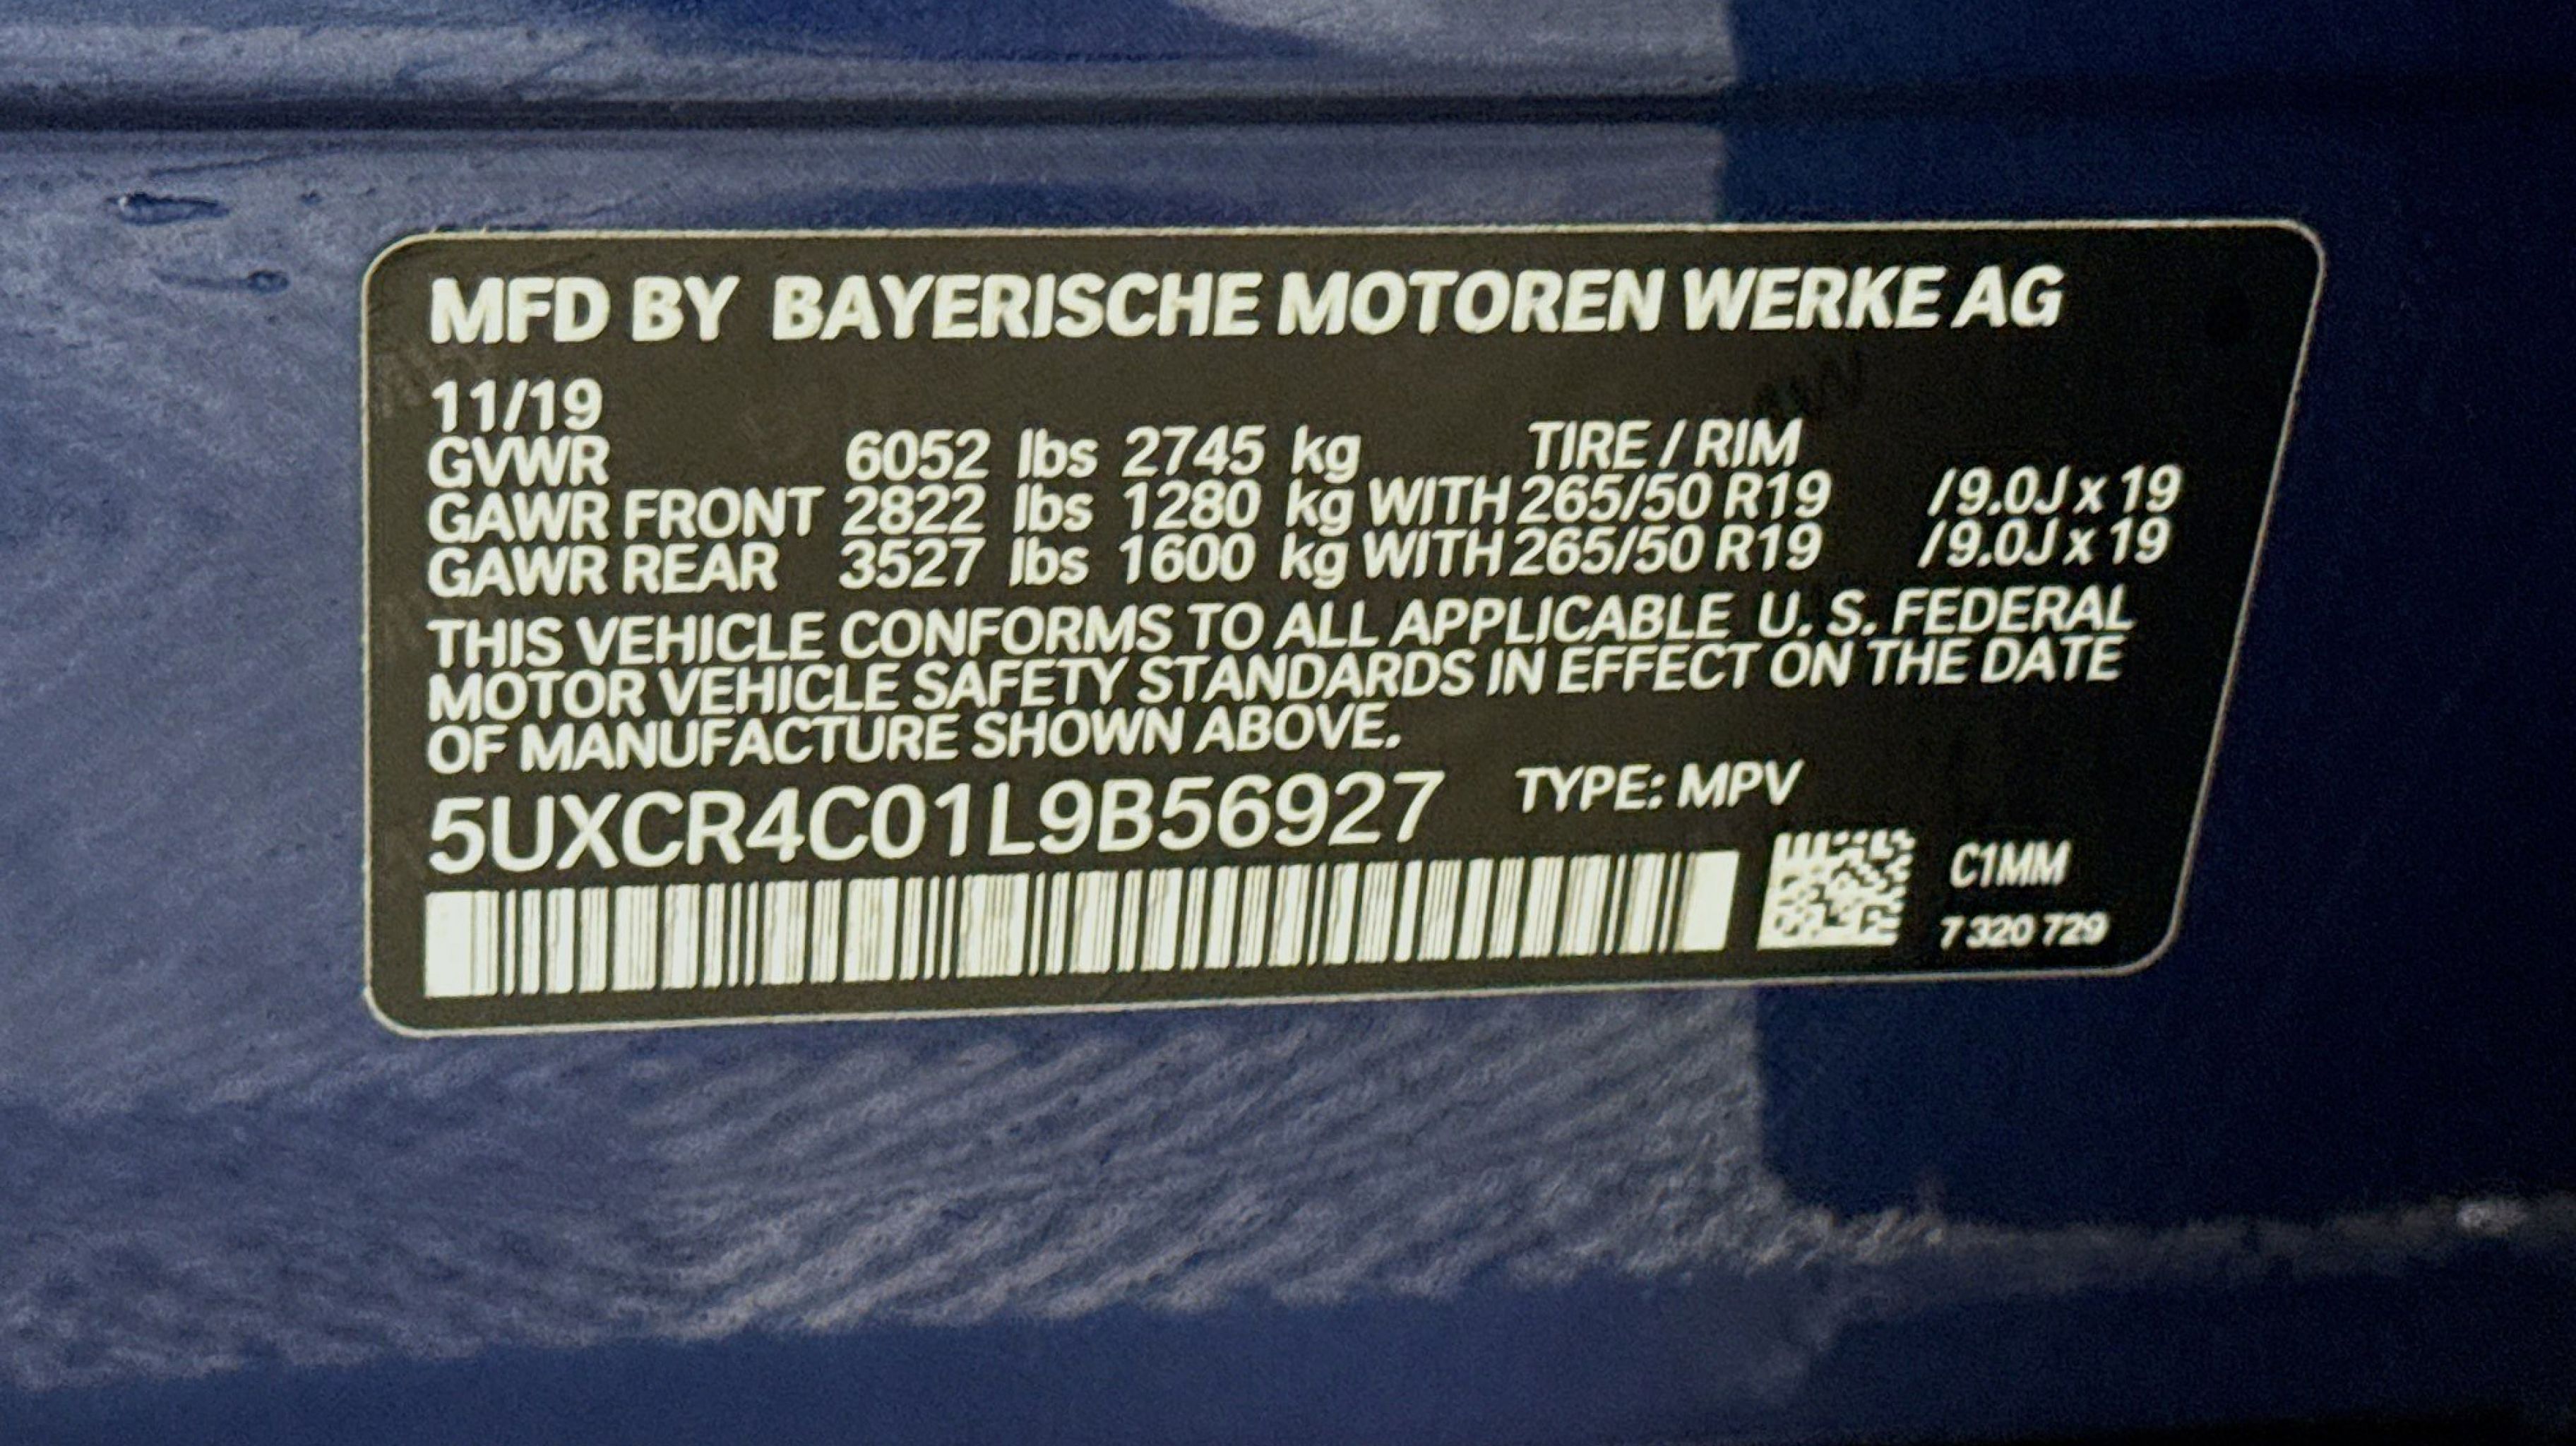 MFD BY BAYERISCHE MOTOREN WERKE AG
11/19
GVWR 6052 lbs 2745 kg TIRE / RIM
GAWR FRONT 2822 lbs 1280 kg WITH 265/50 R19 /9.0J x 19
GAWR REAR 3527 lbs 1600 kg WITH 265/50 R19 /9.0J x 19
THIS VEHICLE CONFORMS TO ALL APPLICABLE U. S. FEDERAL
MOTOR VEHICLE SAFETY STANDARDS IN EFFECT ON THE DATE
OF MANUFACTURE SHOWN ABOVE.
5UXCR4C01L9B56927 TYPE: MPV
C1MM
7 320 729